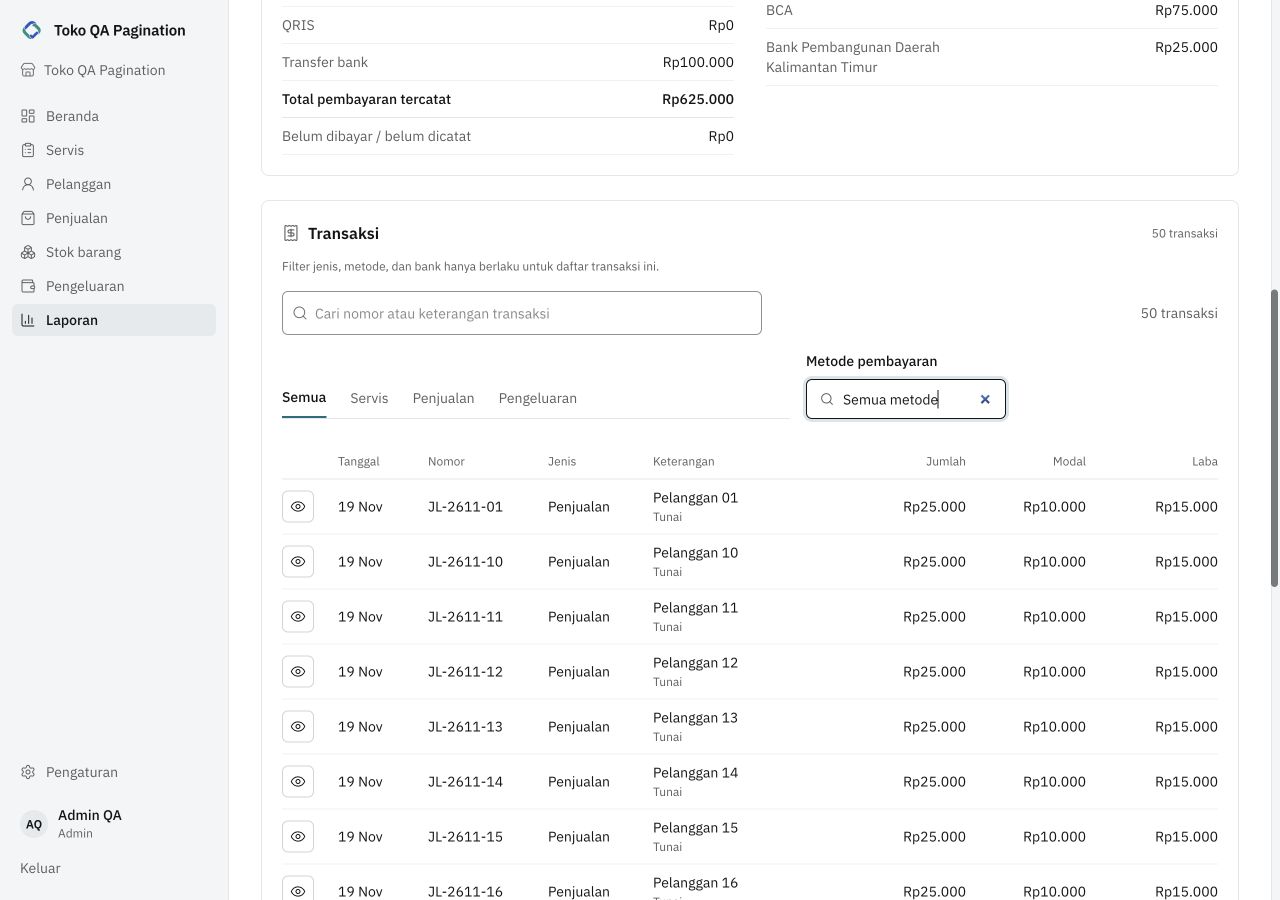 Toko QA Pagination
Toko QA Pagination
Beranda
Servis
Pelanggan
Penjualan
Stok barang
Pengeluaran
Laporan
Pengaturan
AQ
Admin QA
Admin
Keluar
QRIS Rp0
Transfer bank Rp100.000
Total pembayaran tercatat Rp625.000
Belum dibayar / belum dicatat Rp0
BCA Rp75.000
Bank Pembangunan Daerah Rp25.000
Kalimantan Timur
Transaksi 50 transaksi
Filter jenis, metode, dan bank hanya berlaku untuk daftar transaksi ini.
Cari nomor atau keterangan transaksi 50 transaksi
Metode pembayaran
Semua Servis Penjualan Pengeluaran Semua metode
Tanggal Nomor Jenis Keterangan Jumlah Modal Laba
19 Nov JL-2611-01 Penjualan Pelanggan 01 Rp25.000 Rp10.000 Rp15.000
Tunai
19 Nov JL-2611-10 Penjualan Pelanggan 10 Rp25.000 Rp10.000 Rp15.000
Tunai
19 Nov JL-2611-11 Penjualan Pelanggan 11 Rp25.000 Rp10.000 Rp15.000
Tunai
19 Nov JL-2611-12 Penjualan Pelanggan 12 Rp25.000 Rp10.000 Rp15.000
Tunai
19 Nov JL-2611-13 Penjualan Pelanggan 13 Rp25.000 Rp10.000 Rp15.000
Tunai
19 Nov JL-2611-14 Penjualan Pelanggan 14 Rp25.000 Rp10.000 Rp15.000
Tunai
19 Nov JL-2611-15 Penjualan Pelanggan 15 Rp25.000 Rp10.000 Rp15.000
Tunai
19 Nov JL-2611-16 Penjualan Pelanggan 16 Rp25.000 Rp10.000 Rp15.000